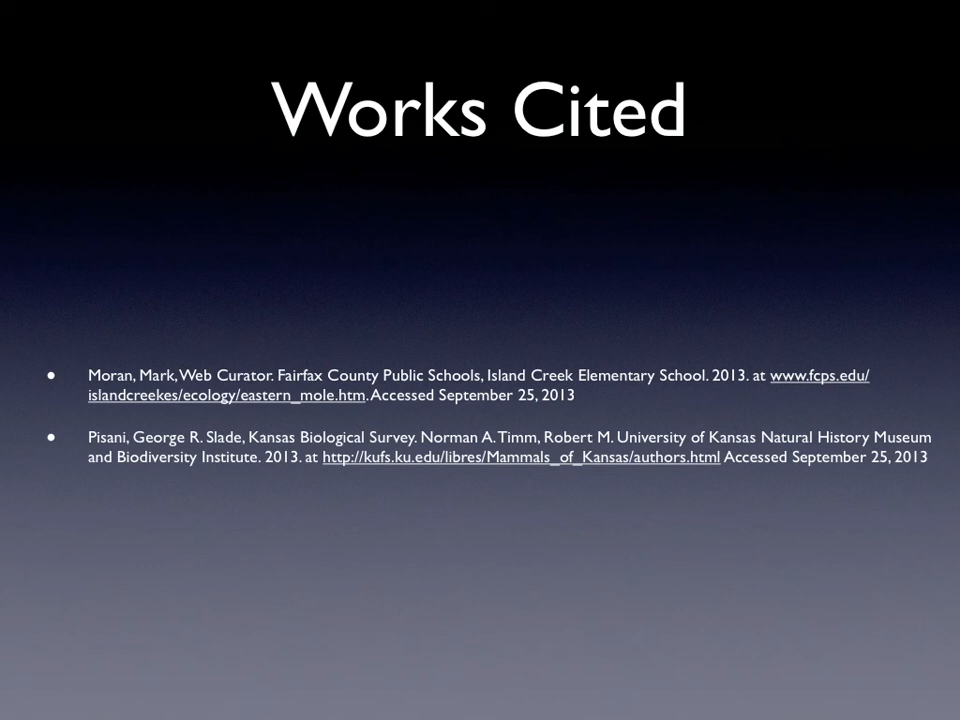 Works Cited
• Moran, Mark, Web Curator. Fairfax County Public Schools, Island Creek Elementary School. 2013. at www.fcps.edu/
islandcreekes/ecology/eastern_mole.htm. Accessed September 25, 2013
• Pisani, George R. Slade, Kansas Biological Survey. Norman A. Timm, Robert M. University of Kansas Natural History Museum
and Biodiversity Institute. 2013. at http://kufs.ku.edu/libres/Mammals_of_Kansas/authors.html Accessed September 25, 2013